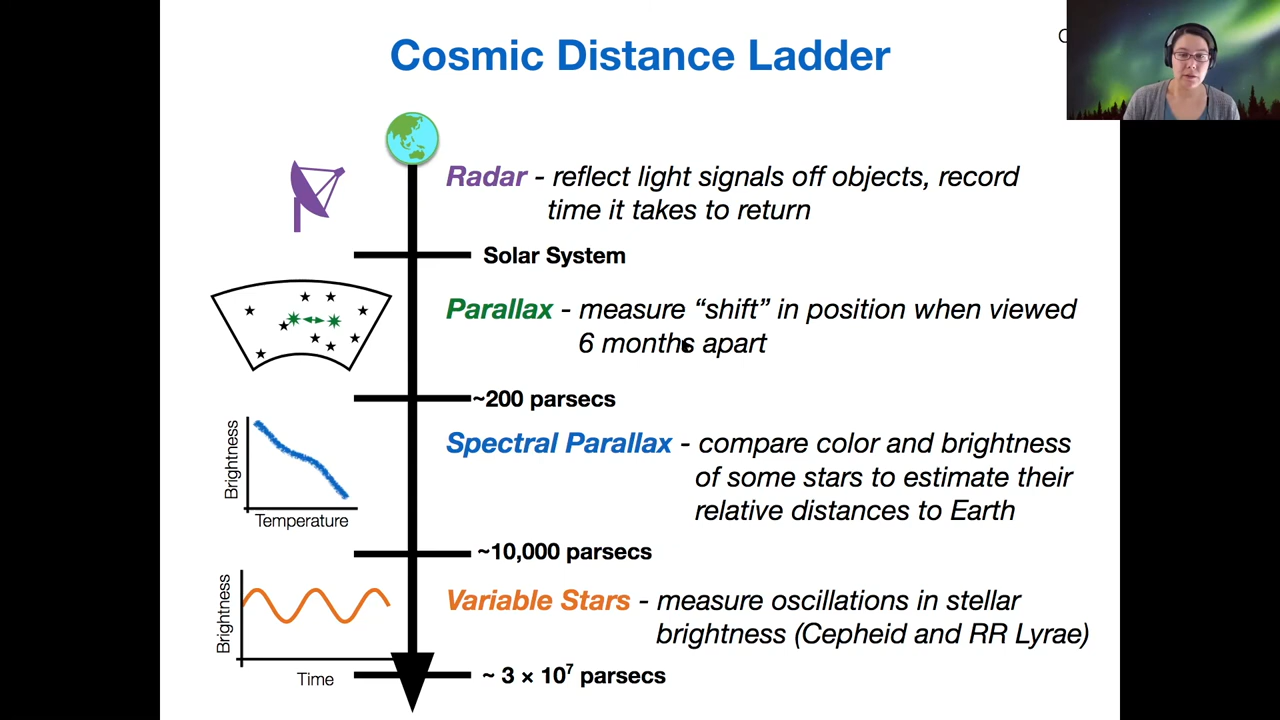 Cosmic Distance Ladder
Radar - reflect light signals off objects, record
time it takes to return
Solar System
Parallax - measure “shift” in position when viewed
6 months apart
~200 parsecs
Brightness
Temperature
Spectral Parallax - compare color and brightness
of some stars to estimate their
relative distances to Earth
~10,000 parsecs
Brightness
Time
Variable Stars - measure oscillations in stellar
brightness (Cepheid and RR Lyrae)
~ 3 × 10⁷ parsecs